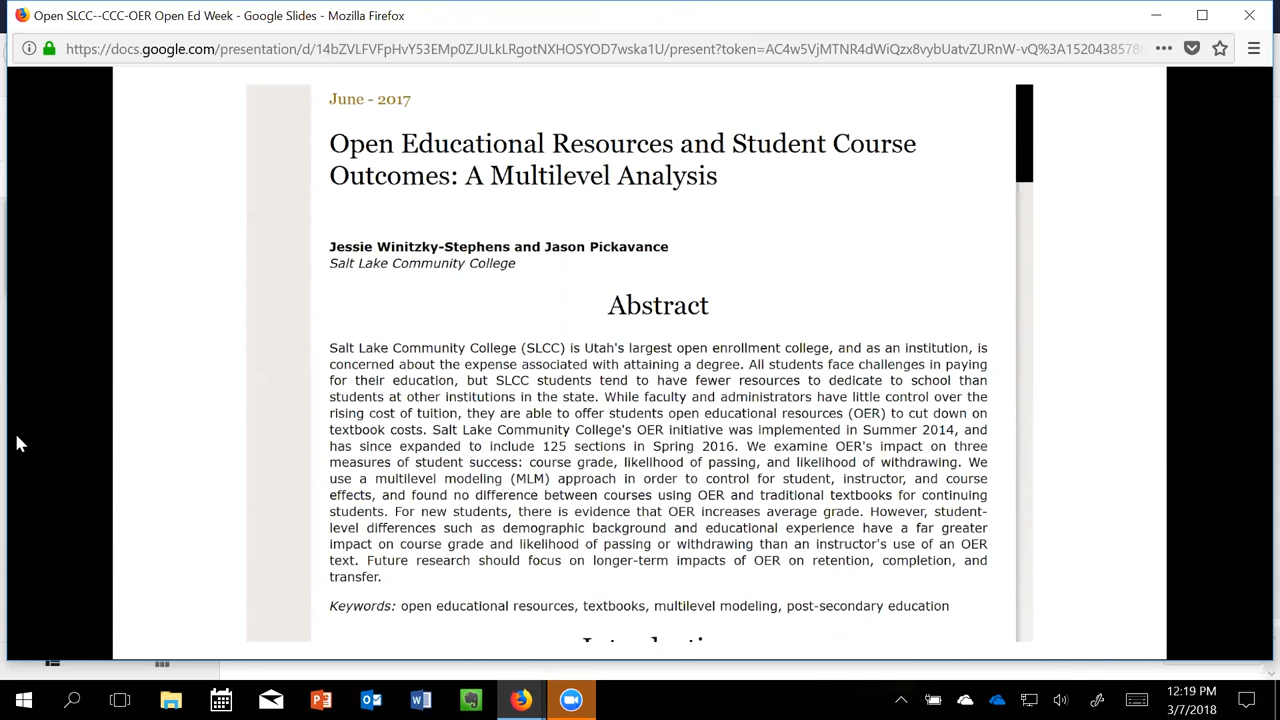 Open SLCC--CCC-OER Open Ed Week - Google Slides - Mozilla Firefox
June - 2017
Open Educational Resources and Student Course
Outcomes: A Multilevel Analysis
Jessie Winitzky-Stephens and Jason Pickavance
Salt Lake Community College
Abstract
Salt Lake Community College (SLCC) is Utah's largest open enrollment college, and as an institution, is
concerned about the expense associated with attaining a degree. All students face challenges in paying
for their education, but SLCC students tend to have fewer resources to dedicate to school than
students at other institutions in the state. While faculty and administrators have little control over the
rising cost of tuition, they are able to offer students open educational resources (OER) to cut down on
textbook costs. Salt Lake Community College's OER initiative was implemented in Summer 2014, and
has since expanded to include 125 sections in Spring 2016. We examine OER's impact on three
measures of student success: course grade, likelihood of passing, and likelihood of withdrawing. We
use a multilevel modeling (MLM) approach in order to control for student, instructor, and course
effects, and found no difference between courses using OER and traditional textbooks for continuing
students. For new students, there is evidence that OER increases average grade. However, student-
level differences such as demographic background and educational experience have a far greater
impact on course grade and likelihood of passing or withdrawing than an instructor's use of an OER
text. Future research should focus on longer-term impacts of OER on retention, completion, and
transfer.
Keywords: open educational resources, textbooks, multilevel modeling, post-secondary education
12:19 PM
3/7/2018